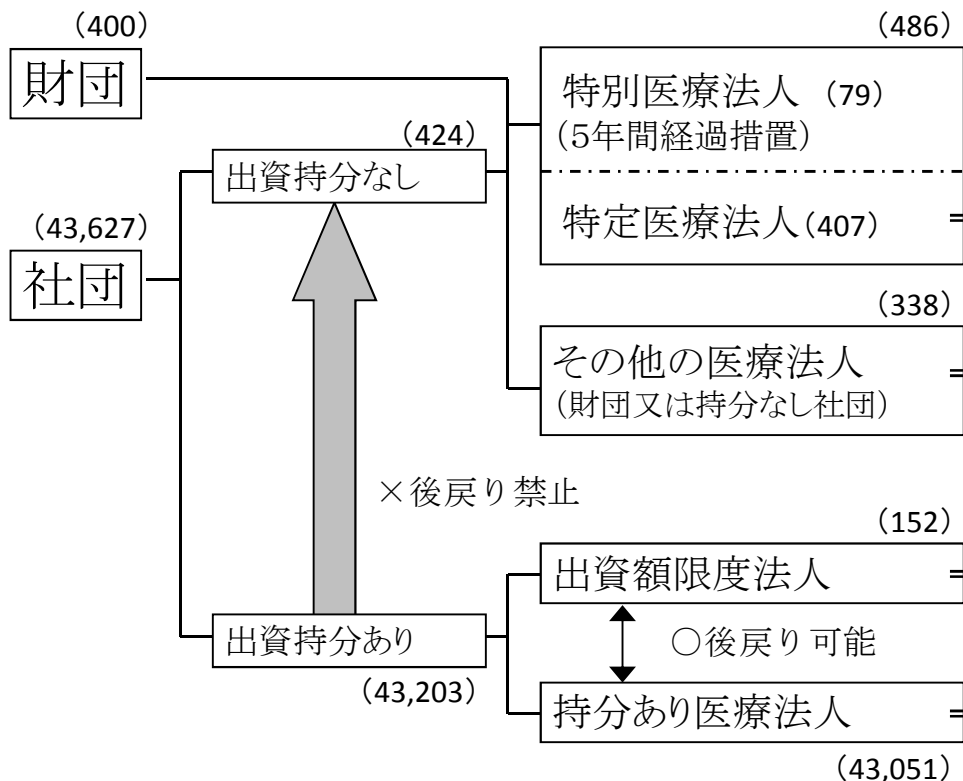 （400）
財団
（43,627）
社団
（424）
出資持分なし
×後戻り禁止
出資持分あり
（43,203）
（486）
特別医療法人（79）
（5年間経過措置）
特定医療法人（407）
（338）
その他の医療法人
（財団又は持分なし社団）
（152）
出資額限度法人
○後戻り可能
持分あり医療法人
（43,051）